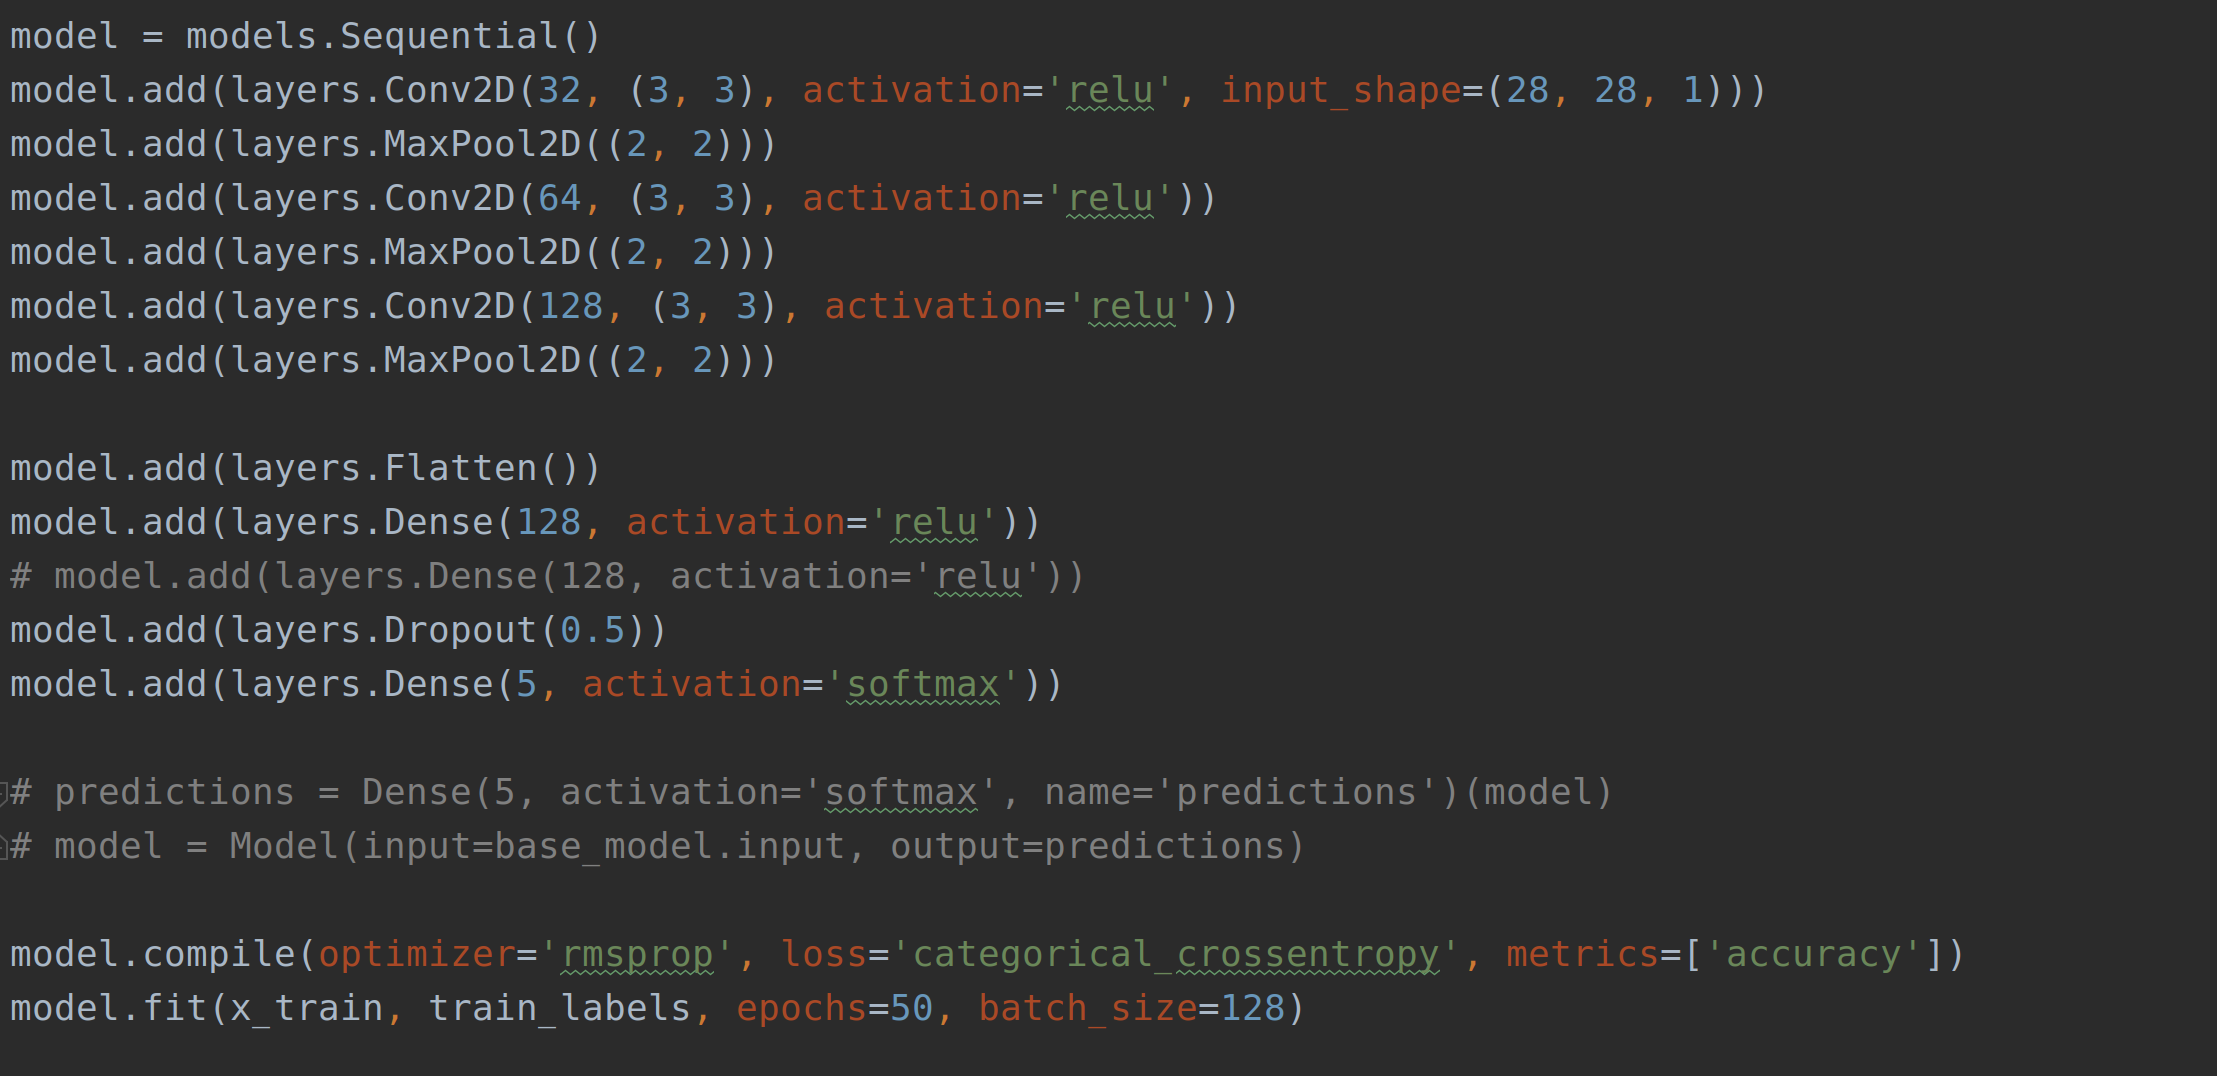 model = models.Sequential()
model.add(layers.Conv2D(32, (3, 3), activation='relu', input_shape=(28, 28, 1)))
model.add(layers.MaxPool2D((2, 2)))
model.add(layers.Conv2D(64, (3, 3), activation='relu'))
model.add(layers.MaxPool2D((2, 2)))
model.add(layers.Conv2D(128, (3, 3), activation='relu'))
model.add(layers.MaxPool2D((2, 2)))

model.add(layers.Flatten())
model.add(layers.Dense(128, activation='relu'))
# model.add(layers.Dense(128, activation='relu'))
model.add(layers.Dropout(0.5))
model.add(layers.Dense(5, activation='softmax'))

# predictions = Dense(5, activation='softmax', name='predictions')(model)
# model = Model(input=base_model.input, output=predictions)

model.compile(optimizer='rmsprop', loss='categorical_crossentropy', metrics=['accuracy'])
model.fit(x_train, train_labels, epochs=50, batch_size=128)